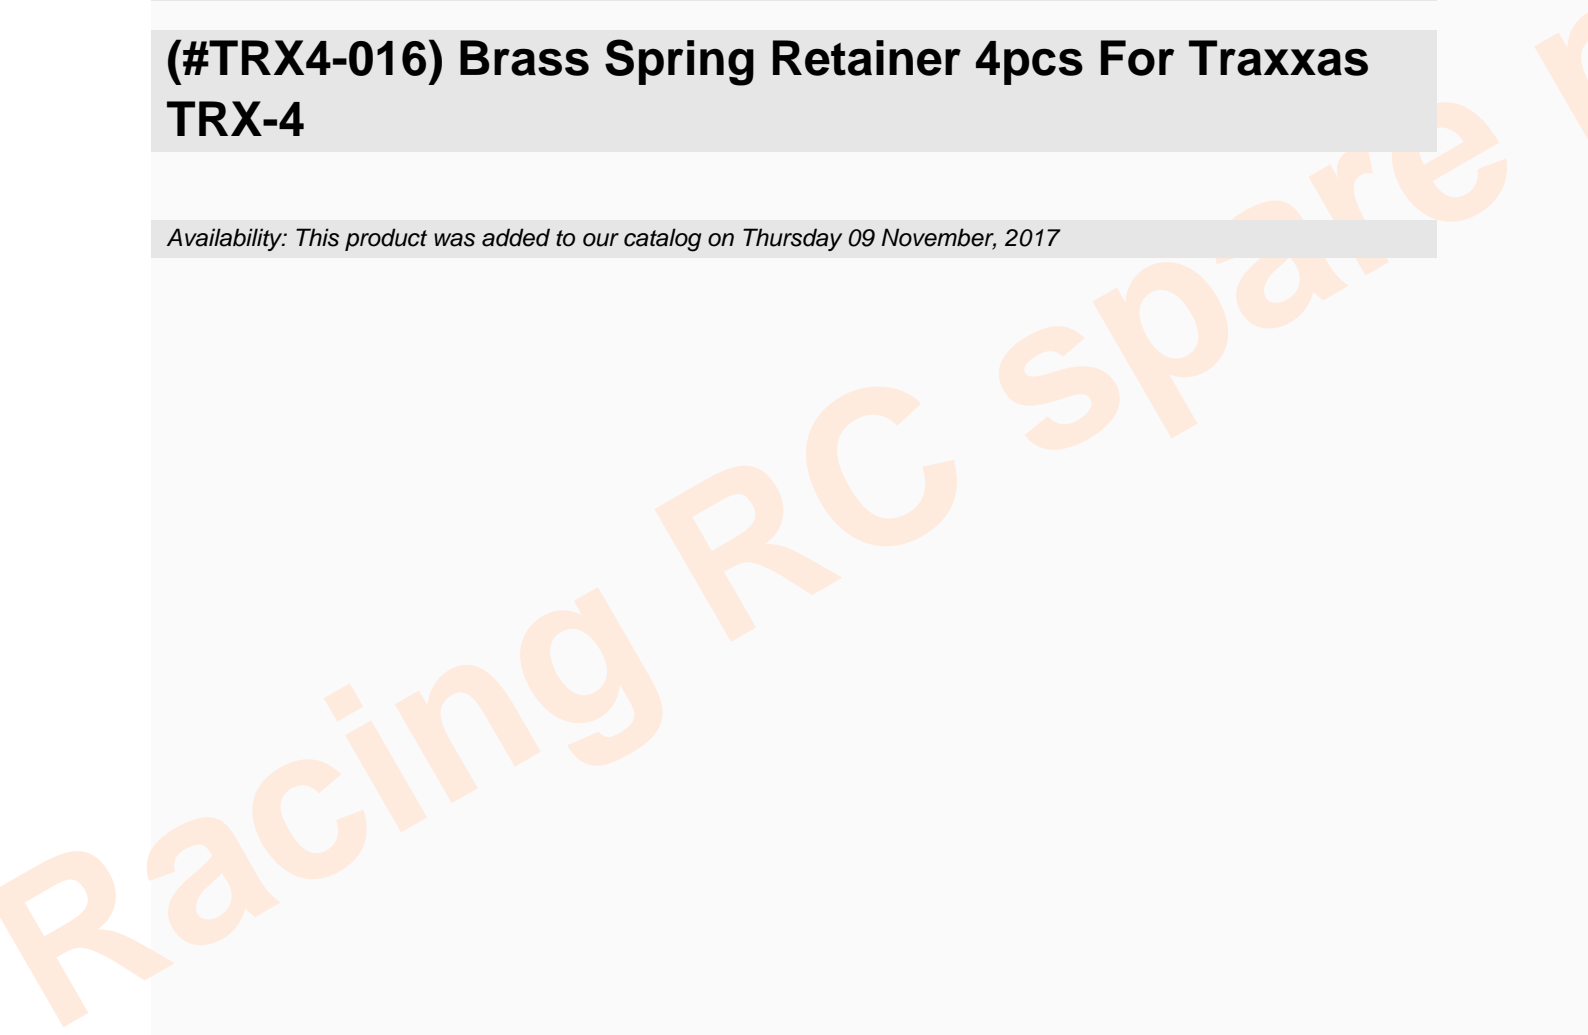 (#TRX4-016) Brass Spring Retainer 4pcs For Traxxas
TRX-4
Availability: This product was added to our catalog on Thursday 09 November, 2017
Racing RC spare